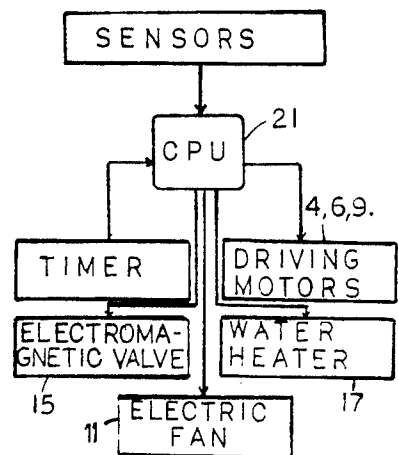 SENSORS
21
CPU
4,6,9.
TIMER
DRIVING
MOTORS
ELECTROMA-
GNETIC VALVE
WATER
HEATER
15
17
11
ELECTRIC
FAN